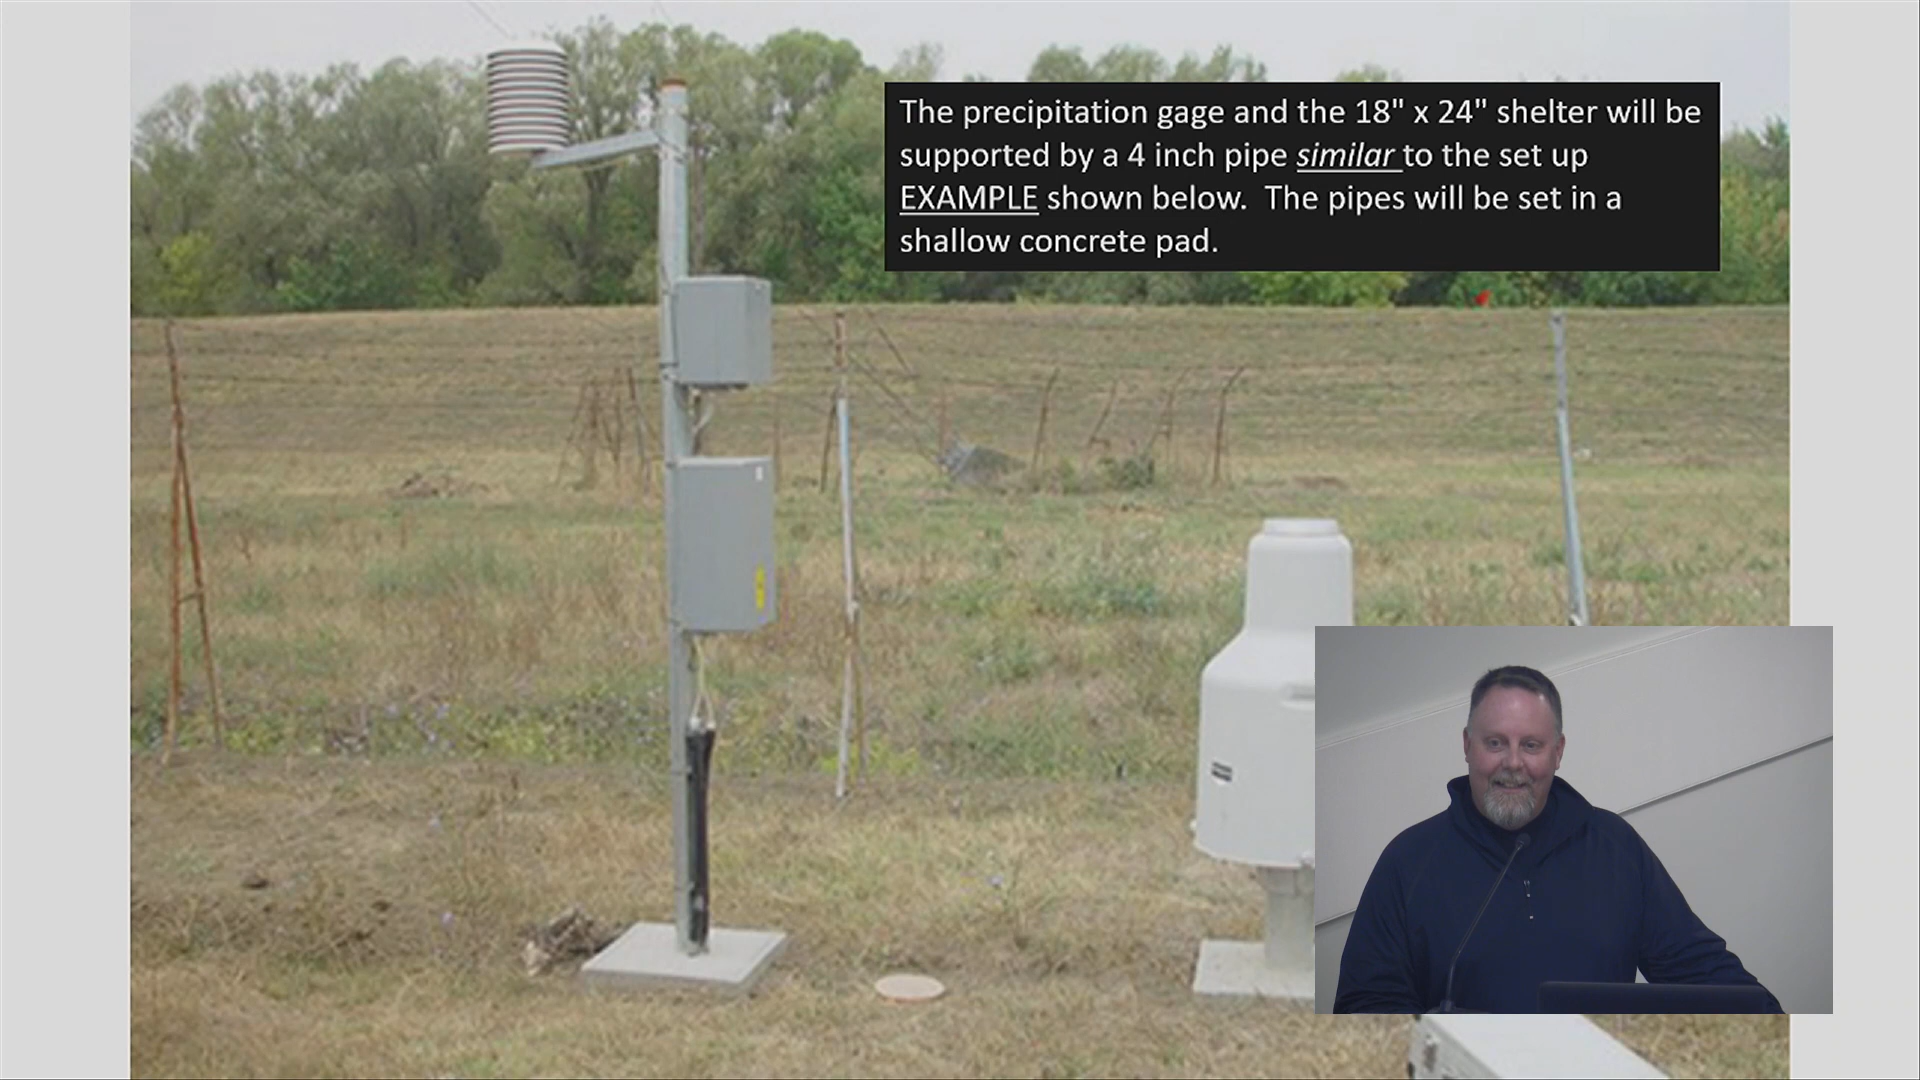 The precipitation gage and the 18" x 24" shelter will be
supported by a 4 inch pipe similar to the set up
EXAMPLE shown below. The pipes will be set in a
shallow concrete pad.